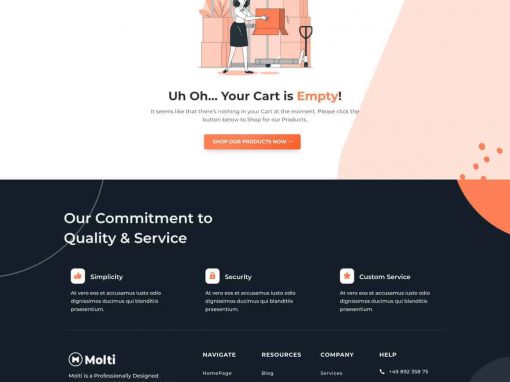 Uh Oh... Your Cart is Empty!
It seems like that there's nothing in your Cart at the moment. Please click the
button below to Shop for our Products.
SHOP OUR PRODUCTS NOW →
Our Commitment to
Quality & Service
Simplicity
At vero eos et accusamus iusto odio
dignissimos ducimus qui blanditiis
praesentium.
Security
At vero eos et accusamus iusto odio
dignissimos ducimus qui blanditiis
praesentium.
Custom Service
At vero eos et accusamus iusto odio
dignissimos ducimus qui blanditiis
praesentium.
Molti
Molti is a Professionally Designed
NAVIGATE
HomePage
RESOURCES
Blog
COMPANY
Services
HELP
+49 892 358 75